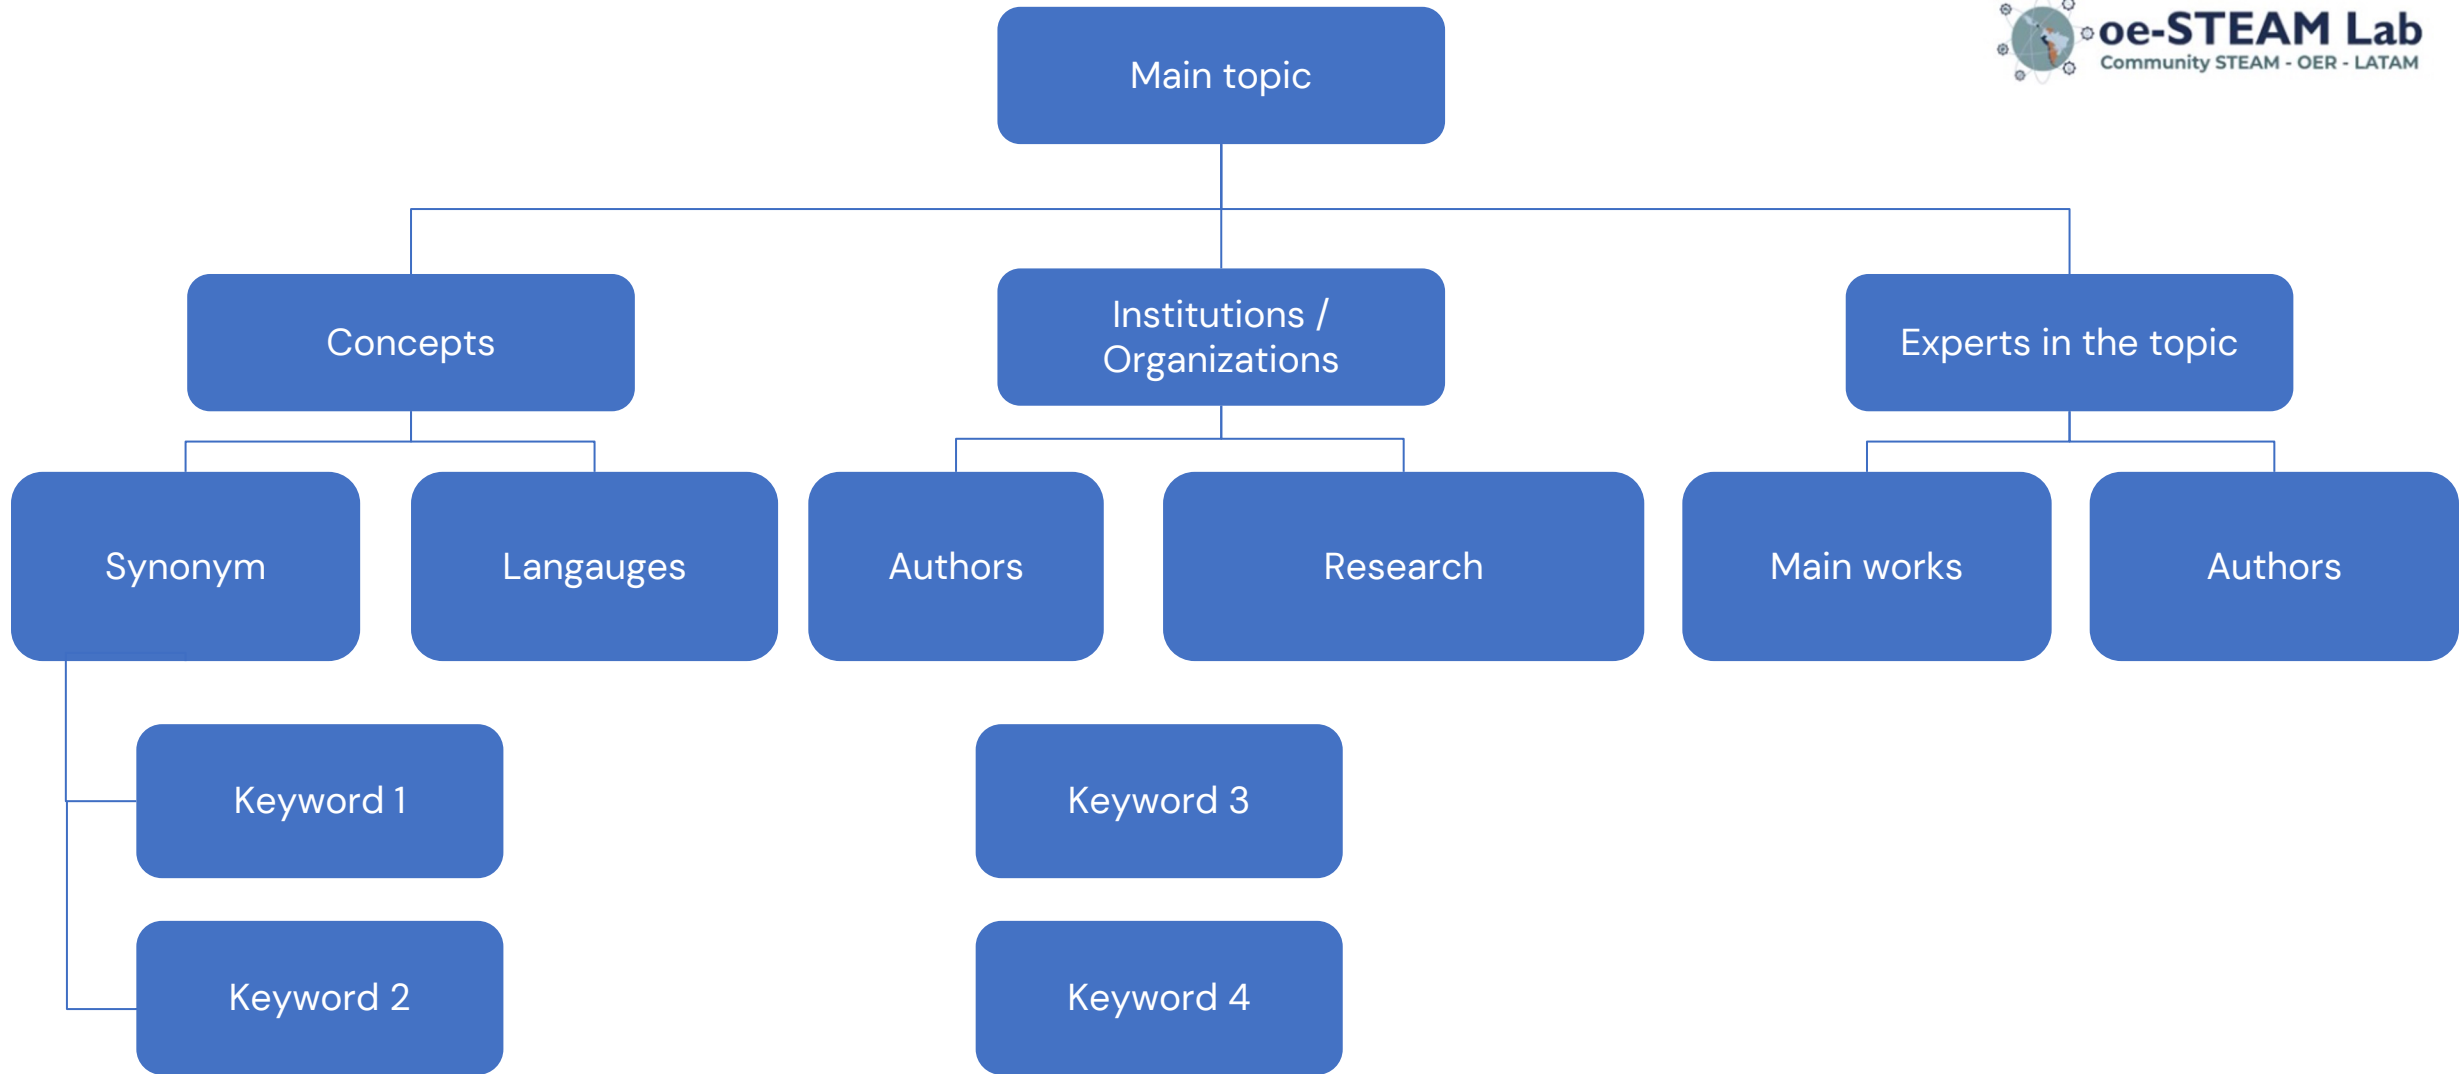 oe-STEAM Lab
Community STEAM - OER - LATAM
Main topic
Concepts
Institutions /
Organizations
Experts in the topic
Synonym
Langauges
Authors
Research
Main works
Authors
Keyword 1
Keyword 3
Keyword 2
Keyword 4